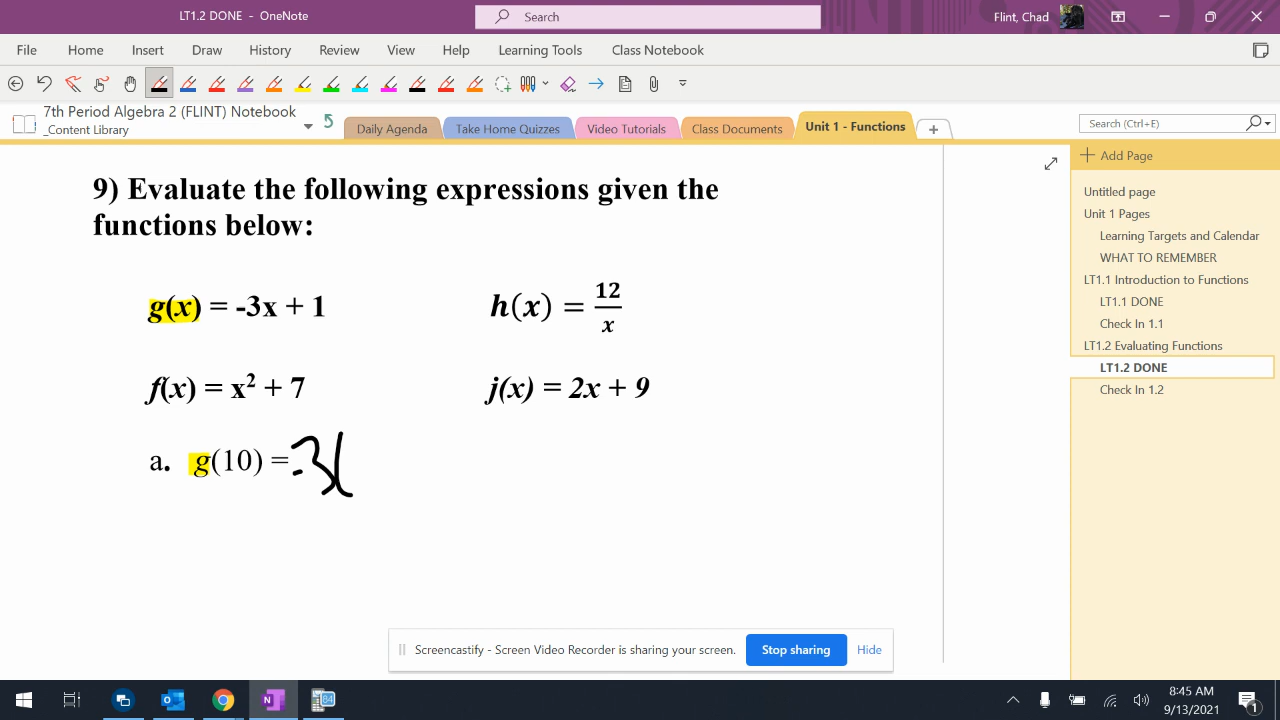 LT1.2 DONE - OneNote
Search
Flint, Chad
File Home Insert Draw History Review View Help Learning Tools Class Notebook
7th Period Algebra 2 (FLINT) Notebook
_Content Library
Daily Agenda
Take Home Quizzes
Video Tutorials
Class Documents
Unit 1 - Functions
Search (Ctrl+E)
Add Page
Untitled page
Unit 1 Pages
Learning Targets and Calendar
WHAT TO REMEMBER
LT1.1 Introduction to Functions
LT1.1 DONE
Check In 1.1
LT1.2 Evaluating Functions
LT1.2 DONE
Check In 1.2
9) Evaluate the following expressions given the
functions below:
g(x) = -3x + 1
h(x) = 12/x
f(x) = x² + 7
j(x) = 2x + 9
a. g(10) = -3(
Screencastify - Screen Video Recorder is sharing your screen.
Stop sharing
Hide
84
8:45 AM
9/13/2021
1